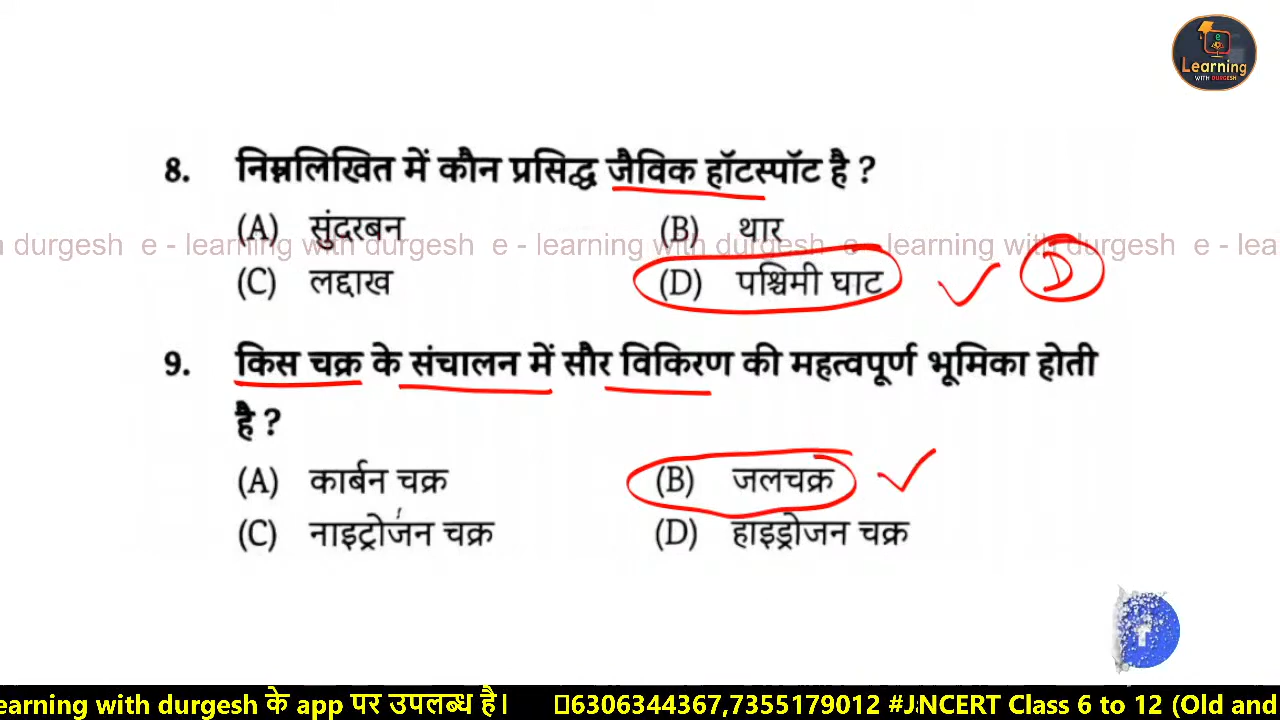 e
Learning
WITH DURGESH
8. निम्नलिखित में कौन प्रसिद्ध जैविक हॉटस्पॉट है ?
(A) सुंदरबन (B) थार
h durgesh e - learning with durgesh e - learning with durgesh e - lea
(C) लद्दाख (D) पश्चिमी घाट D
9. किस चक्र के संचालन में सौर विकिरण की महत्वपूर्ण भूमिका होती
है ?
(A) कार्बन चक्र (B) जलचक्र
(C) नाइट्रोजन चक्र (D) हाइड्रोजन चक्र
f
earning with durgesh के app पर उपलब्ध है। 6306344367,7355179012 #JNCERT Class 6 to 12 (Old and